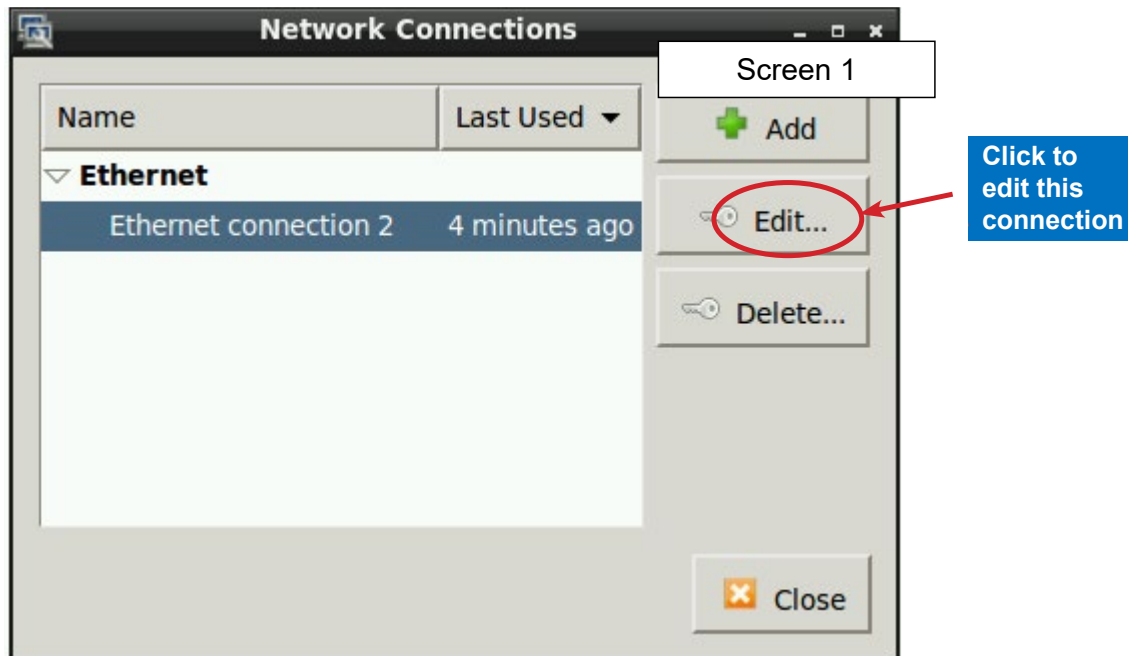 Network Connections
Screen 1
Name
Last Used
Add
Ethernet
Ethernet connection 2 4 minutes ago
Edit...
Click to
edit this
connection
Delete...
Close